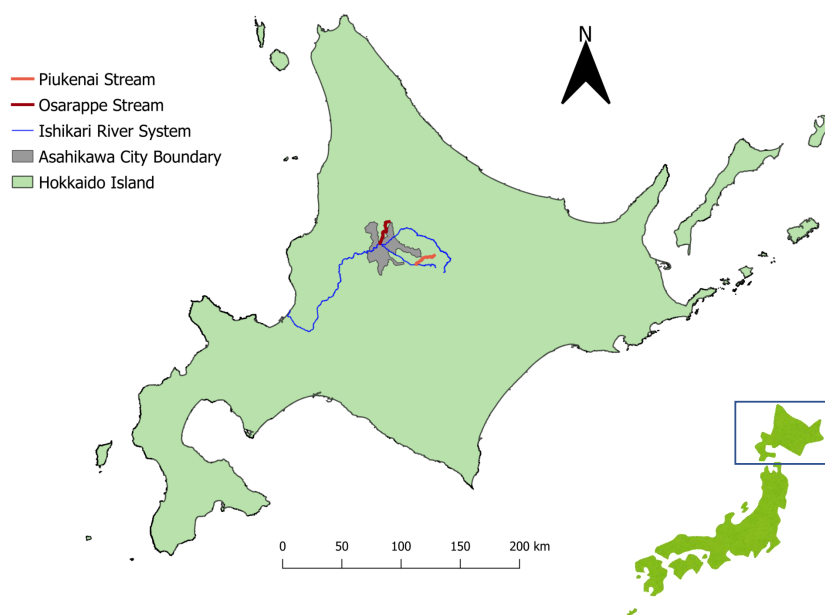 N
Piukenai Stream
Osarappe Stream
Ishikari River System
Asahikawa City Boundary
Hokkaido Island
0 50 100 150 200 km